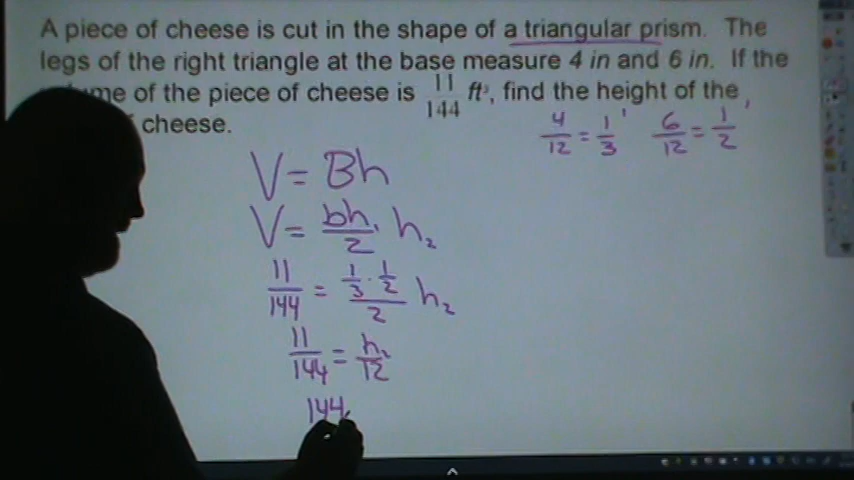 A piece of cheese is cut in the shape of a triangular prism. The
legs of the right triangle at the base measure 4 in and 6 in. If the
me of the piece of cheese is 11/144 ft³, find the height of the
cheese.
4/12 = 1/3' 6/12 = 1/2'
V = Bh
V = bh₁/2 · h₂
11/144 = (1/3 · 1/2)/2 h₂
11/144 = h₂/12
144